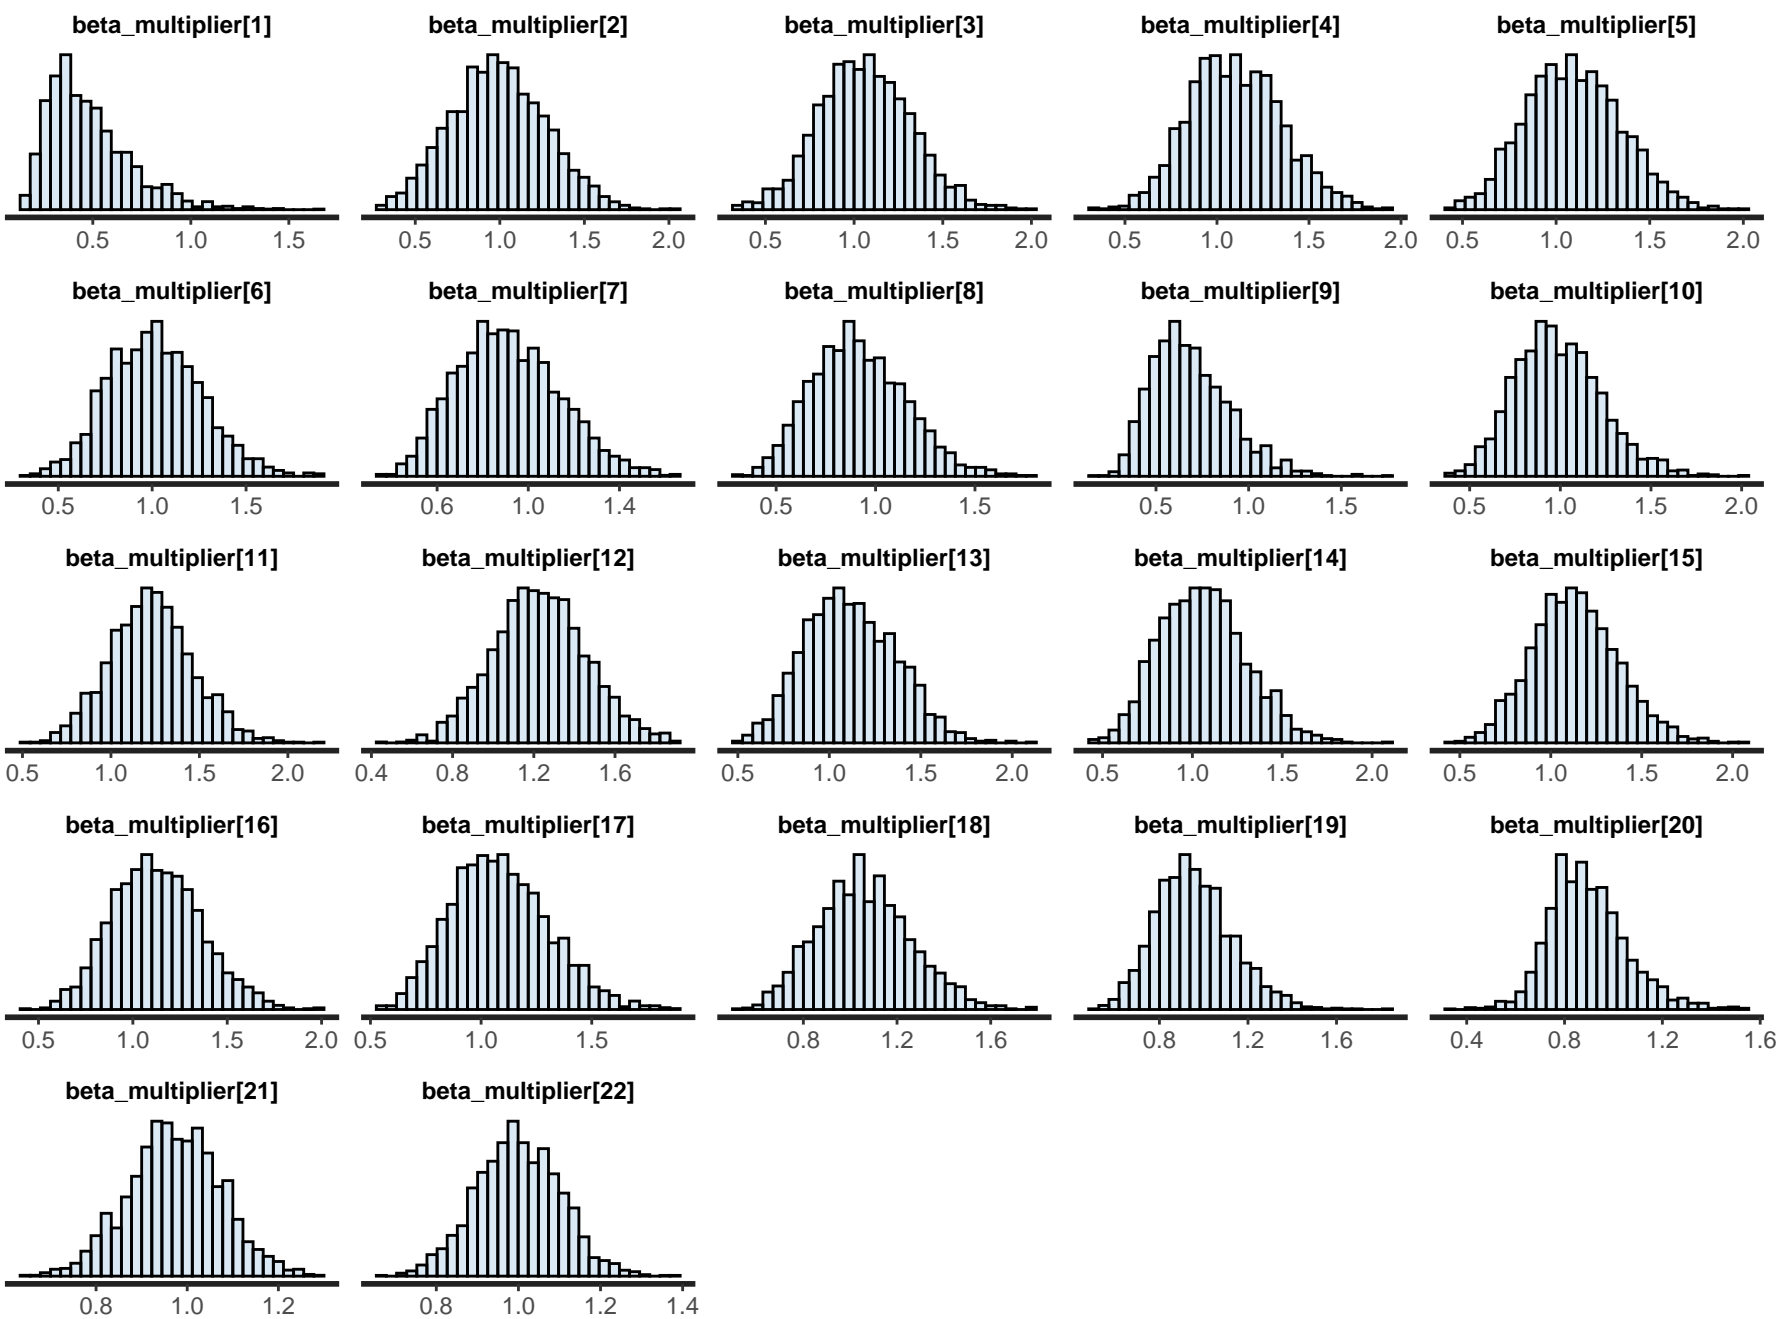 beta_multiplier[1] beta_multiplier[2] beta_multiplier[3] beta_multiplier[4] beta_multiplier[5]
0.5 1.0 1.5 0.5 1.0 1.5 2.0 0.5 1.0 1.5 2.0 0.5 1.0 1.5 2.0 0.5 1.0 1.5 2.0
beta_multiplier[6] beta_multiplier[7] beta_multiplier[8] beta_multiplier[9] beta_multiplier[10]
0.5 1.0 1.5 0.6 1.0 1.4 0.5 1.0 1.5 0.5 1.0 1.5 0.5 1.0 1.5 2.0
beta_multiplier[11] beta_multiplier[12] beta_multiplier[13] beta_multiplier[14] beta_multiplier[15]
0.5 1.0 1.5 2.0 0.4 0.8 1.2 1.6 0.5 1.0 1.5 2.0 0.5 1.0 1.5 2.0 0.5 1.0 1.5 2.0
beta_multiplier[16] beta_multiplier[17] beta_multiplier[18] beta_multiplier[19] beta_multiplier[20]
0.5 1.0 1.5 2.0 0.5 1.0 1.5 0.8 1.2 1.6 0.8 1.2 1.6 0.4 0.8 1.2 1.6
beta_multiplier[21] beta_multiplier[22]
0.8 1.0 1.2 0.8 1.0 1.2 1.4